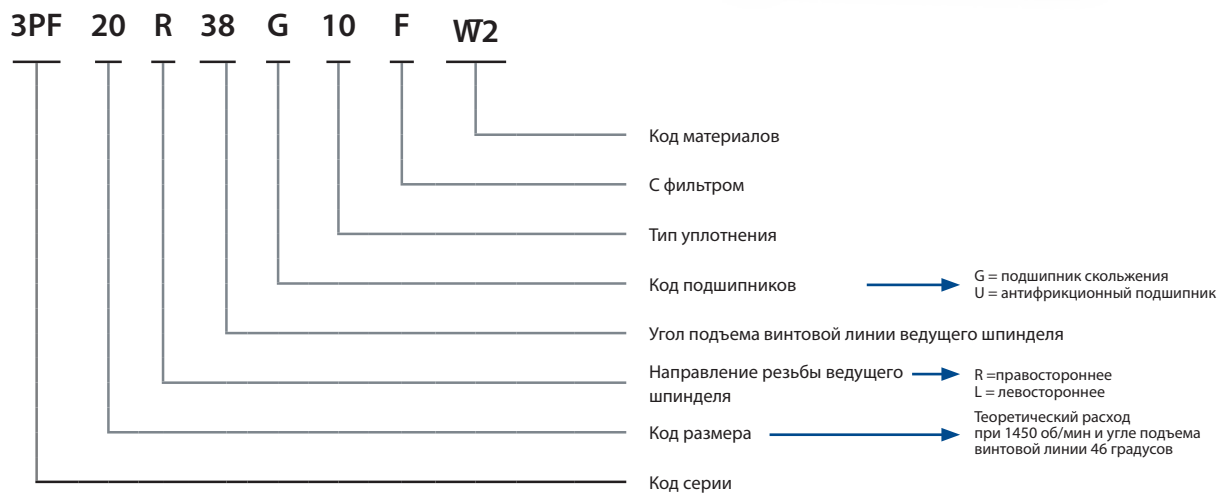 3PF 20 R 38 G 10 F W2
Код материалов
С фильтром
Тип уплотнения
Код подшипников
G = подшипник скольжения
U = антифрикционный подшипник
Угол подъема винтовой линии ведущего шпинделя
Направление резьбы ведущего
шпинделя
R =правостороннее
L = левостороннее
Код размера
Теоретический расход
при 1450 об/мин и угле подъема
винтовой линии 46 градусов
Код серии